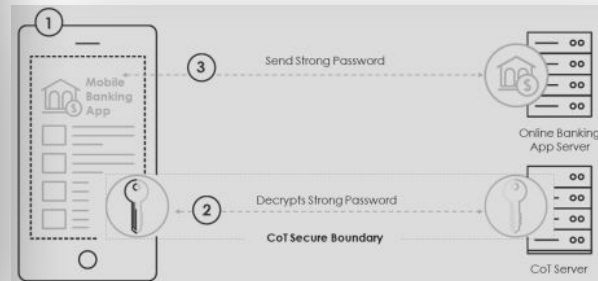 1
Mobile
Banking
App
$
3
Send Strong Password
$
Online Banking
App Server
2
Decrypts Strong Password
CoT Secure Boundary
CoT Server